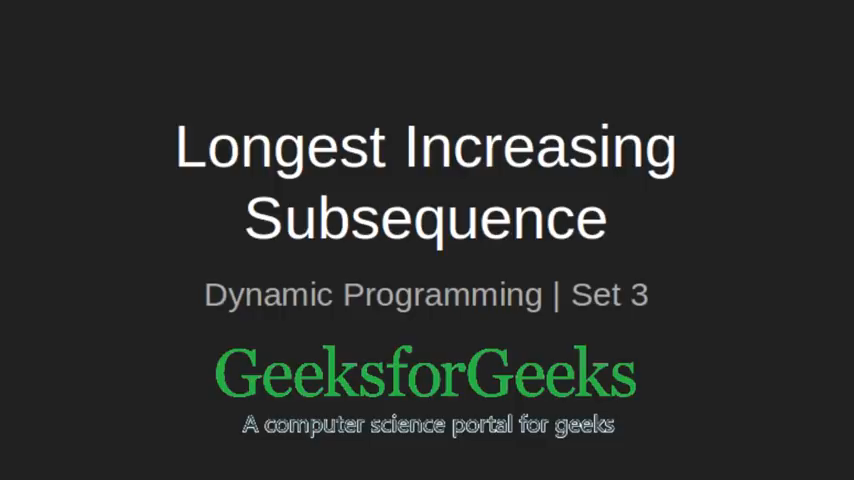 Longest Increasing
Subsequence
Dynamic Programming | Set 3
GeeksforGeeks
A computer science portal for geeks